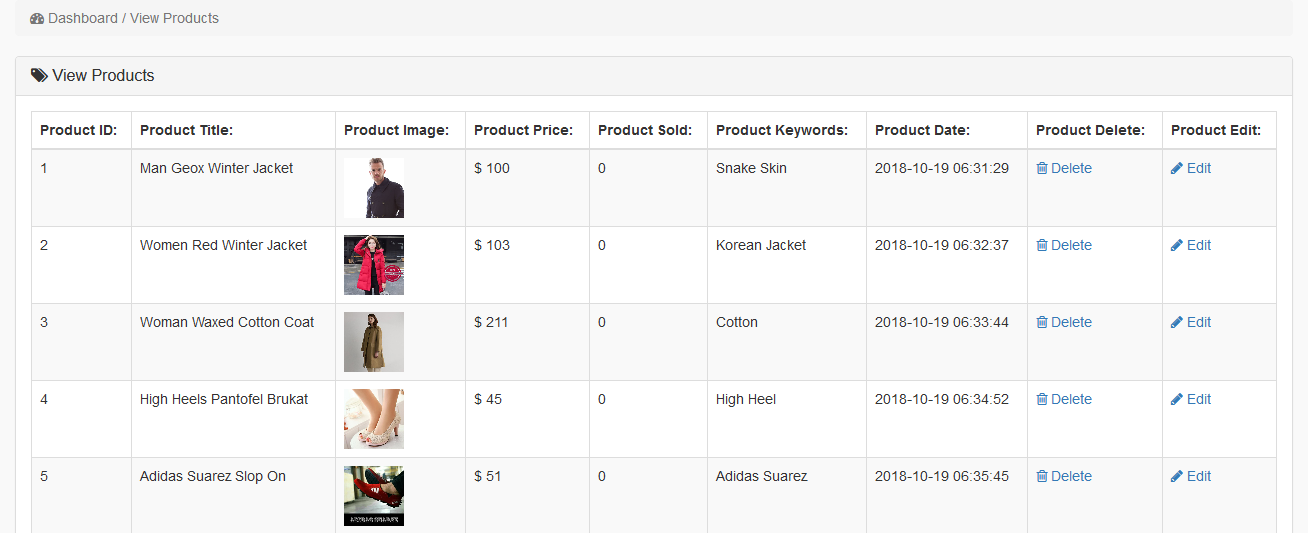 Dashboard / View Products
View Products
Product ID: Product Title: Product Image: Product Price: Product Sold: Product Keywords: Product Date: Product Delete: Product Edit:
1 Man Geox Winter Jacket $ 100 0 Snake Skin 2018-10-19 06:31:29 Delete Edit
2 Women Red Winter Jacket $ 103 0 Korean Jacket 2018-10-19 06:32:37 Delete Edit
3 Woman Waxed Cotton Coat $ 211 0 Cotton 2018-10-19 06:33:44 Delete Edit
4 High Heels Pantofel Brukat $ 45 0 High Heel 2018-10-19 06:34:52 Delete Edit
5 Adidas Suarez Slop On $ 51 0 Adidas Suarez 2018-10-19 06:35:45 Delete Edit